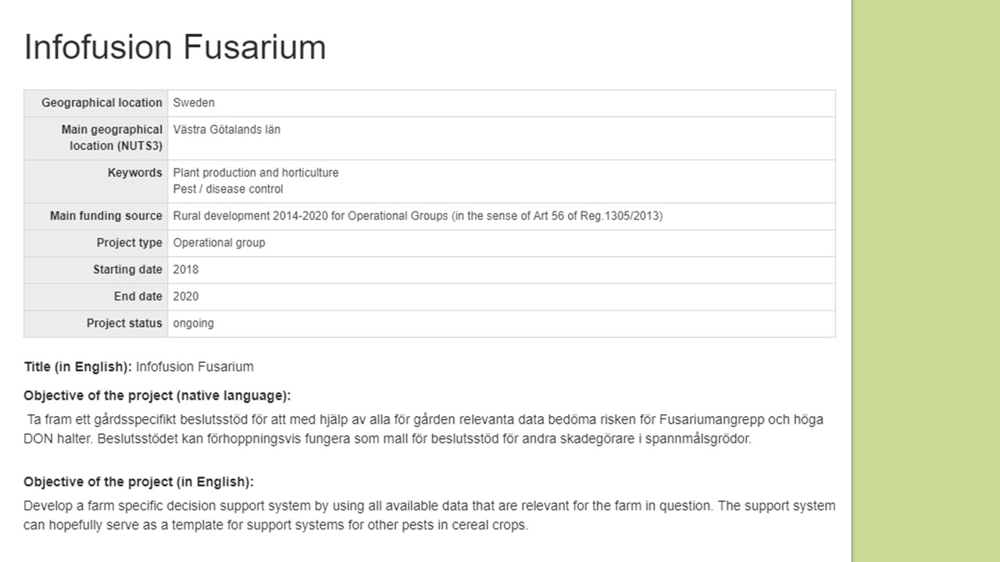 Infofusion Fusarium
Geographical location Sweden
Main geographical location (NUTS3) Västra Götalands län
Keywords Plant production and horticulture
Pest / disease control
Main funding source Rural development 2014-2020 for Operational Groups (in the sense of Art 56 of Reg.1305/2013)
Project type Operational group
Starting date 2018
End date 2020
Project status ongoing
Title (in English): Infofusion Fusarium
Objective of the project (native language):
Ta fram ett gårdsspecifikt beslutsstöd för att med hjälp av alla för gården relevanta data bedöma risken för Fusariumangrepp och höga
DON halter. Beslutsstödet kan förhoppningsvis fungera som mall för beslutsstöd för andra skadegörare i spannmålsgrödor.
Objective of the project (in English):
Develop a farm specific decision support system by using all available data that are relevant for the farm in question. The support system
can hopefully serve as a template for support systems for other pests in cereal crops.